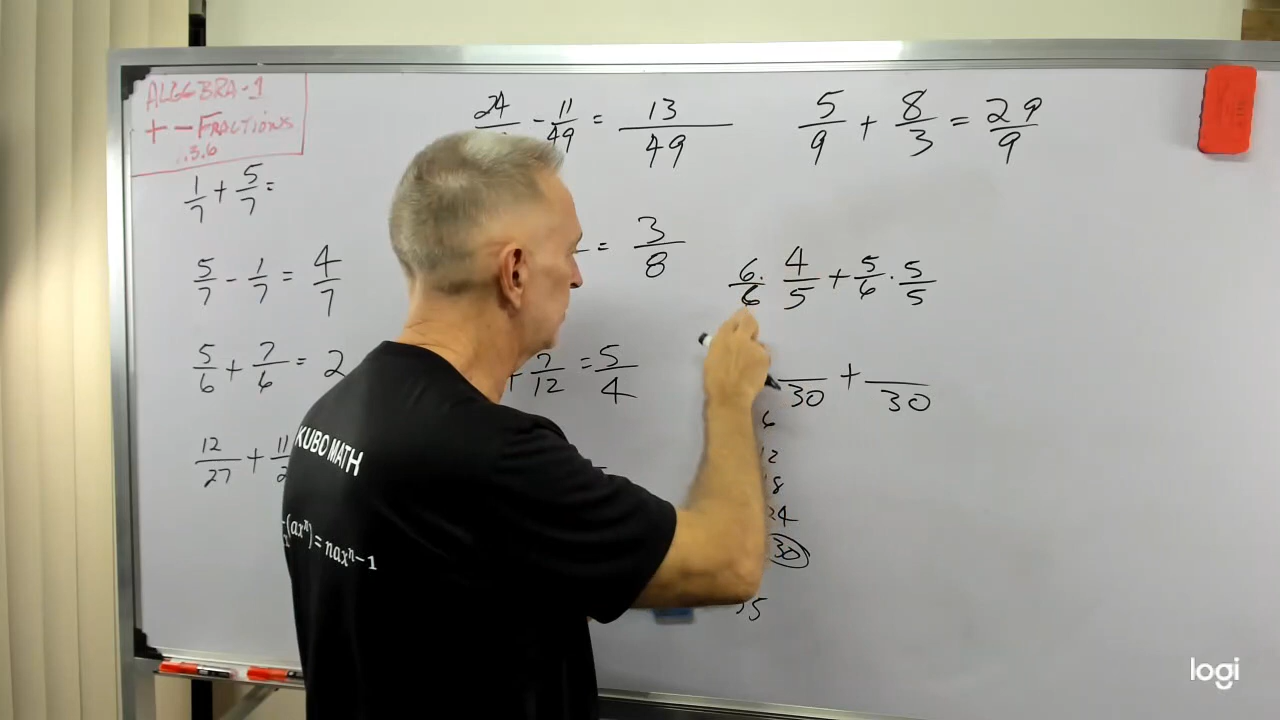 ALGEBRA-1
+ - FRACTIONS
.3.6
1/7 + 5/7 =
5/7 - 1/7 = 4/7
5/6 + 7/6 = 2
12/27 +
24
- 11/49 = 13/49
= 3/8
+ 7/12 = 5/4
5/9 + 8/3 = 29/9
6/6 · 4/5 + 5/6 · 5/5
/30 + /30
6
12
18
24
30
KUBO MATH
(ax^n) = nax^n-1
logi